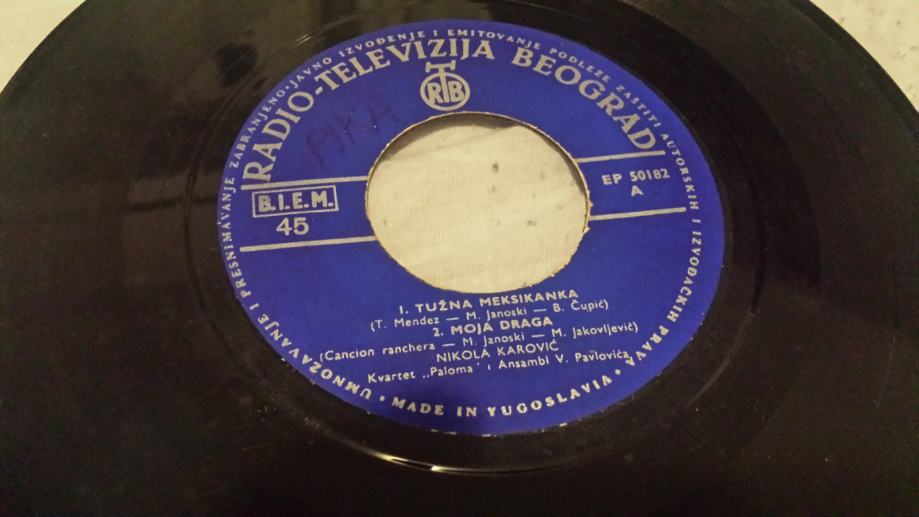 UMNOŽAVANJE I PRESNIMAVANJE ZABRANJENO·JAVNO IZVOĐENJE I EMITOVANJE PODLEŽE ZAŠTITI AUTORSKIH I IZVOĐAČKIH PRAVA
RADIO-TELEVIZIJA BEOGRAD
RTB
B.I.E.M.
45
EP 50182
A
1. TUŽNA MEKSIKANKA
(T. Mendez — M. Janoski — B. Čupić)
2. MOJA DRAGA
(Cancion ranchera — M. Janoski — M. Jakovljević)
NIKOLA KAROVIĆ
Kvartet „Paloma" i Ansambl V. Pavlovića
· MADE IN YUGOSLAVIA ·